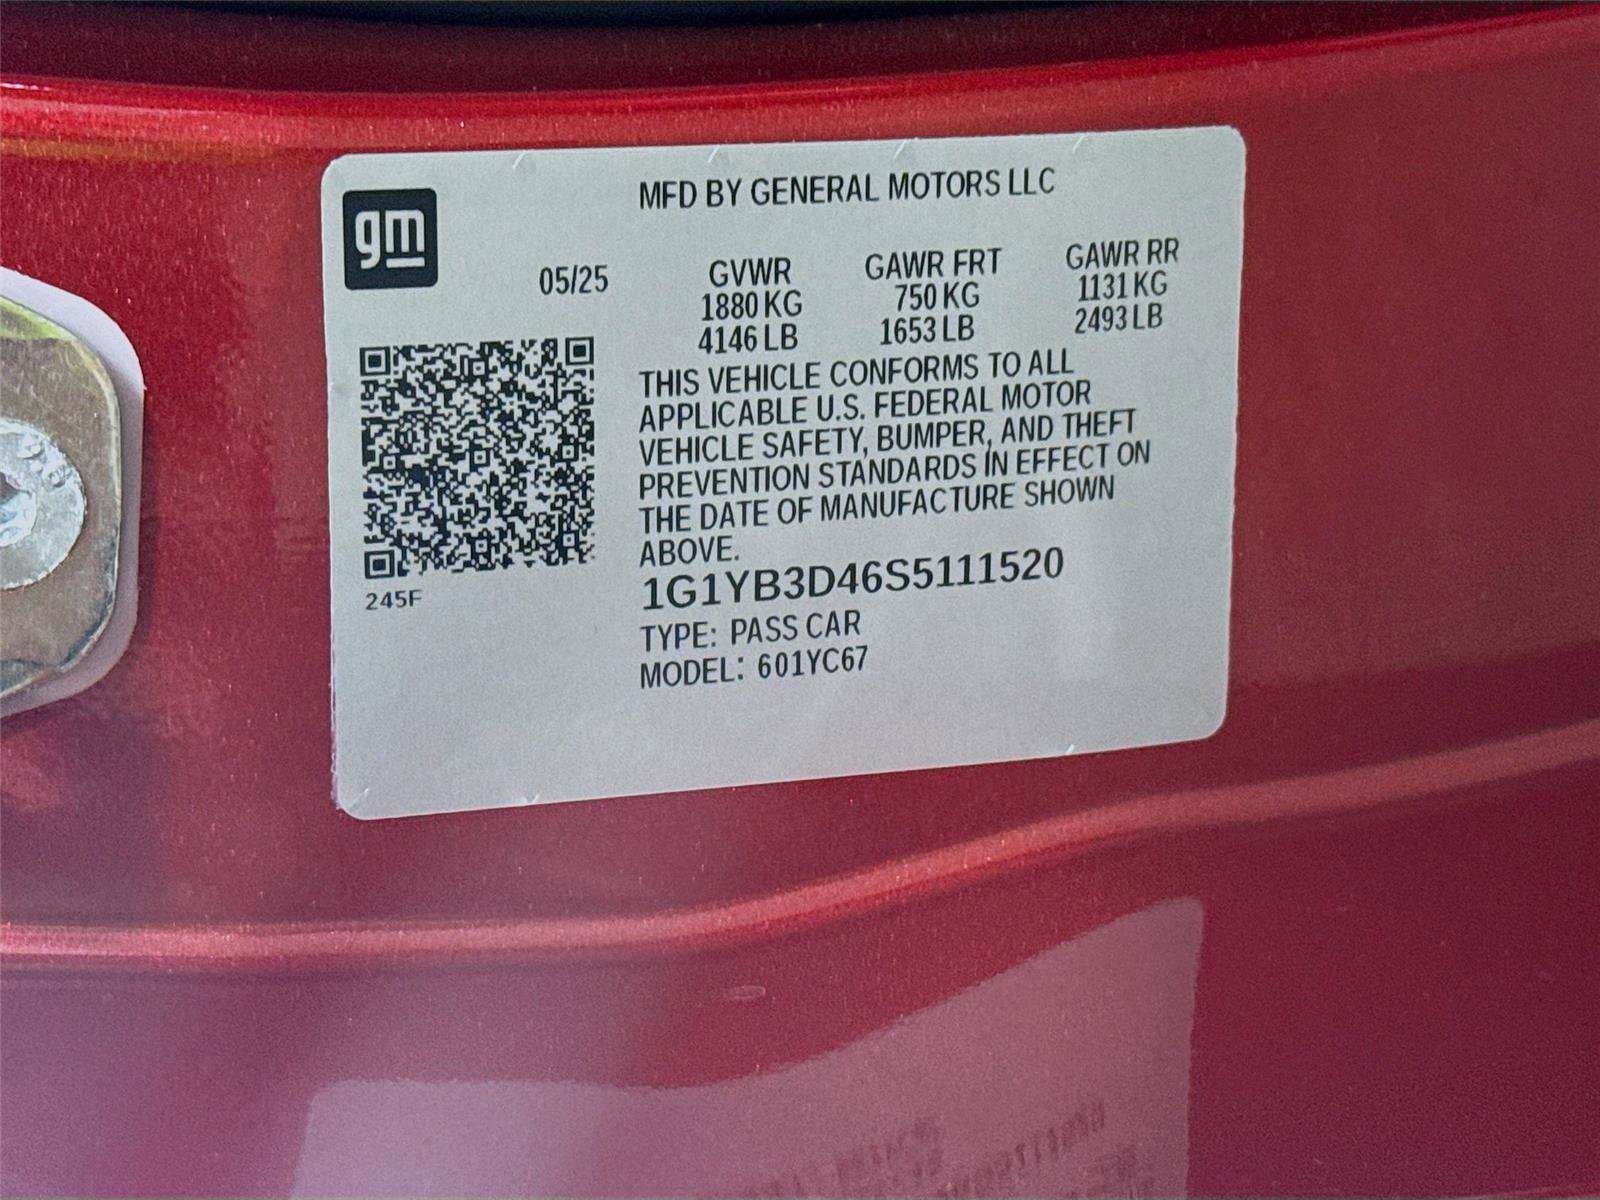 gm
MFD BY GENERAL MOTORS LLC
05/25
GVWR GAWR FRT GAWR RR
1880 KG 750 KG 1131 KG
4146 LB 1653 LB 2493 LB
THIS VEHICLE CONFORMS TO ALL
APPLICABLE U.S. FEDERAL MOTOR
VEHICLE SAFETY, BUMPER, AND THEFT
PREVENTION STANDARDS IN EFFECT ON
THE DATE OF MANUFACTURE SHOWN
ABOVE.
245F
1G1YB3D46S5111520
TYPE: PASS CAR
MODEL: 601YC67